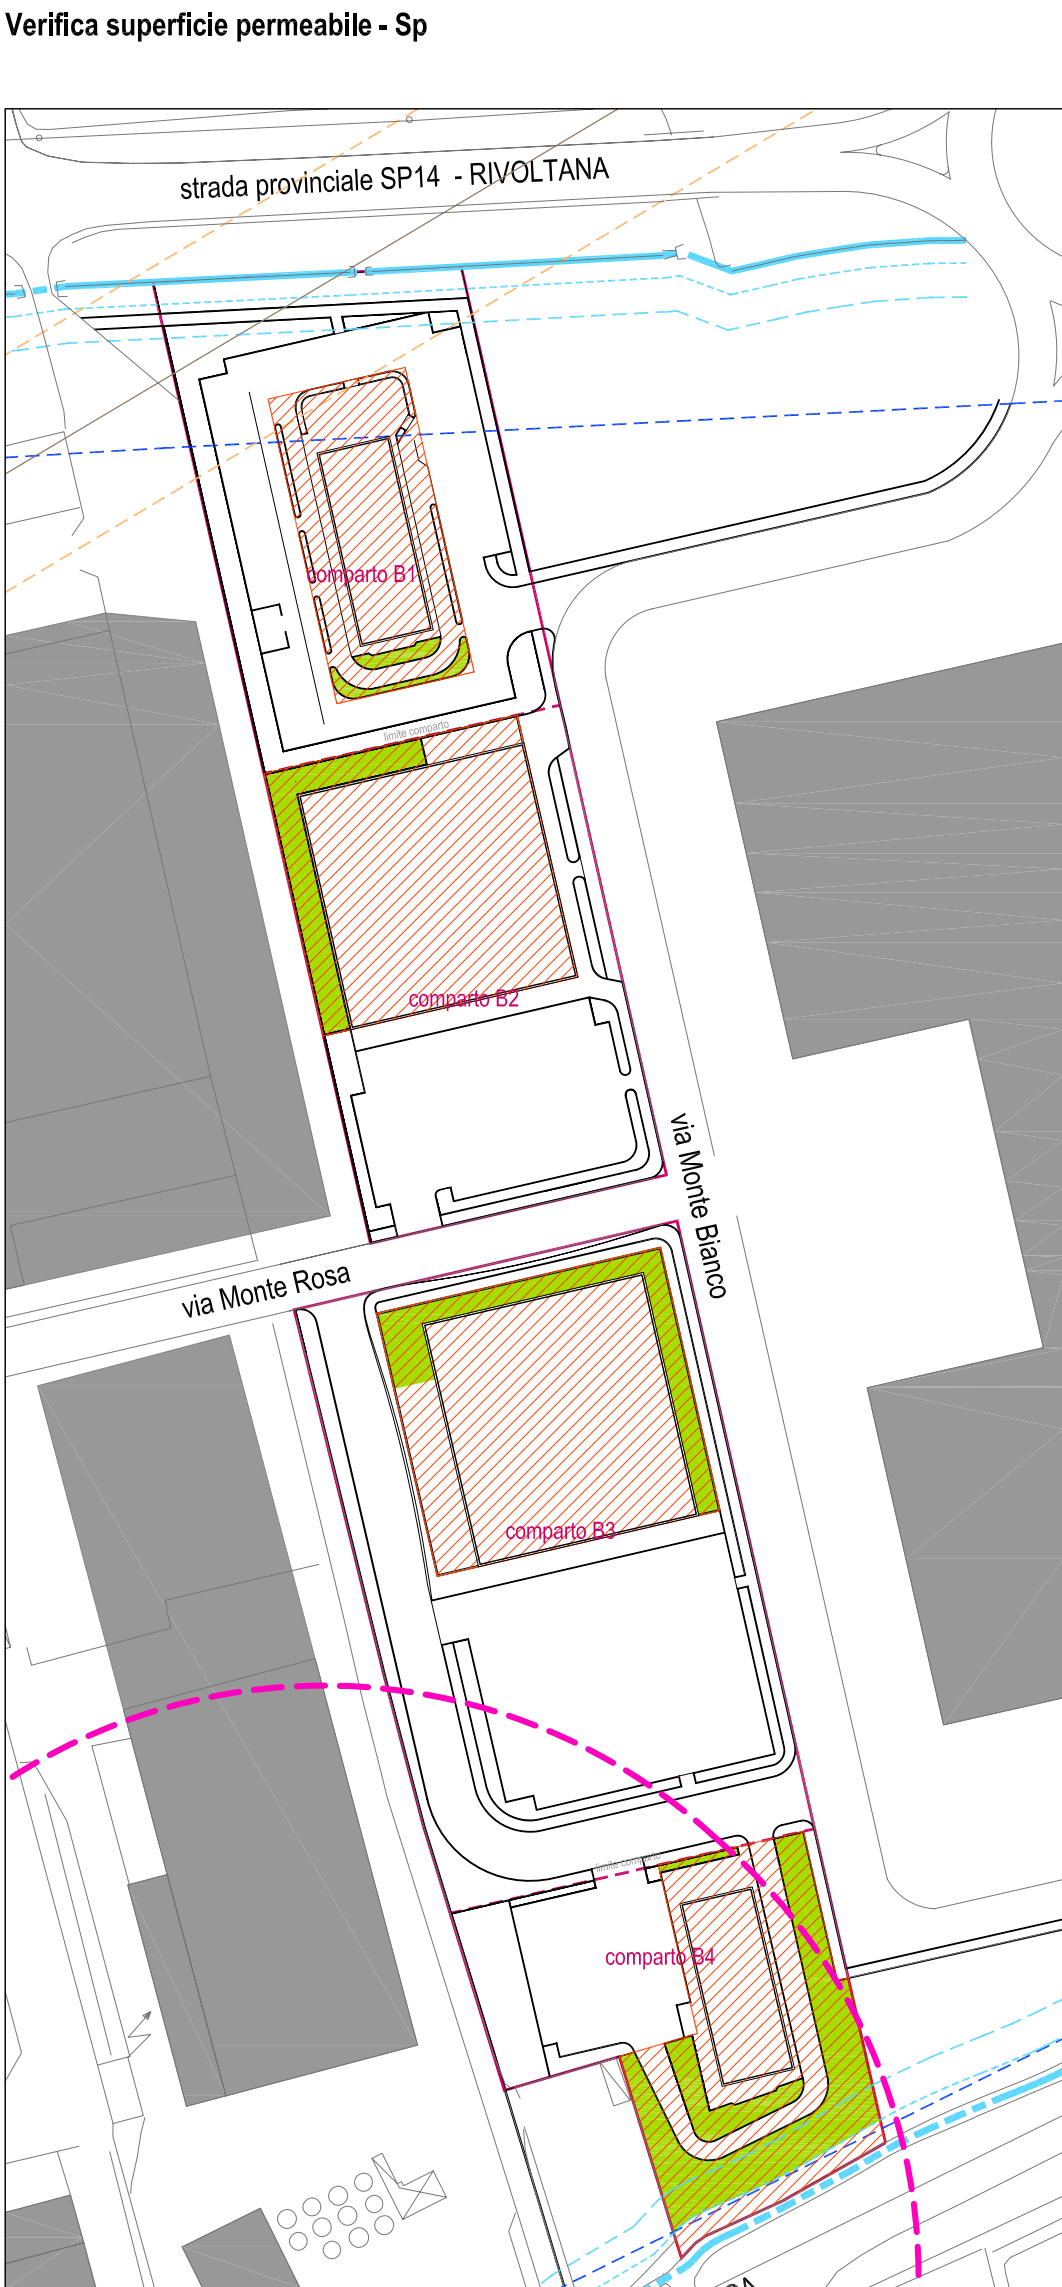 Verifica superficie permeabile - Sp
strada provinciale SP14 - RIVOLTANA
comparto B1
limite comparto
comparto B2
via Monte Bianco
via Monte Rosa
comparto B3
limite comparto
comparto B4